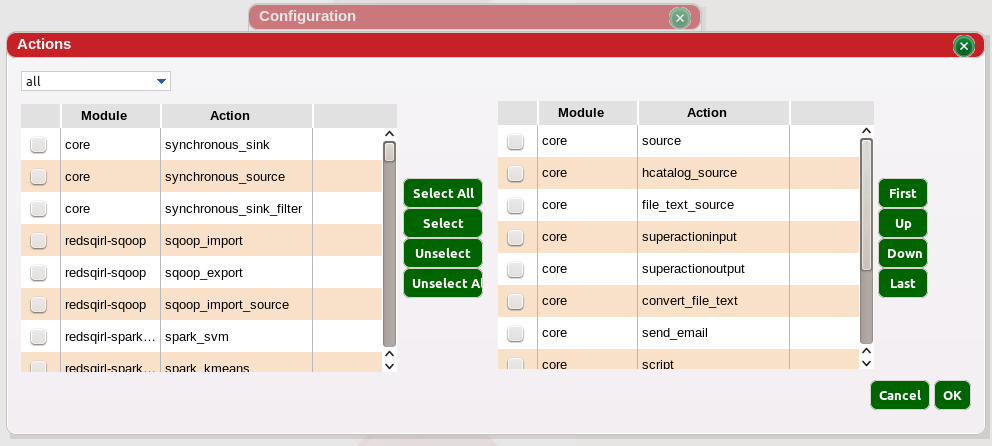 Configuration
Actions
all
Module Action
core synchronous_sink
core synchronous_source
core synchronous_sink_filter
redsqirl-sqoop sqoop_import
redsqirl-sqoop sqoop_export
redsqirl-sqoop sqoop_import_source
redsqirl-spark... spark_svm
redsqirl-spark... spark_kmeans
Select All
Select
Unselect
Unselect Al
Module Action
core source
core hcatalog_source
core file_text_source
core superactioninput
core superactionoutput
core convert_file_text
core send_email
core script
First
Up
Down
Last
Cancel OK